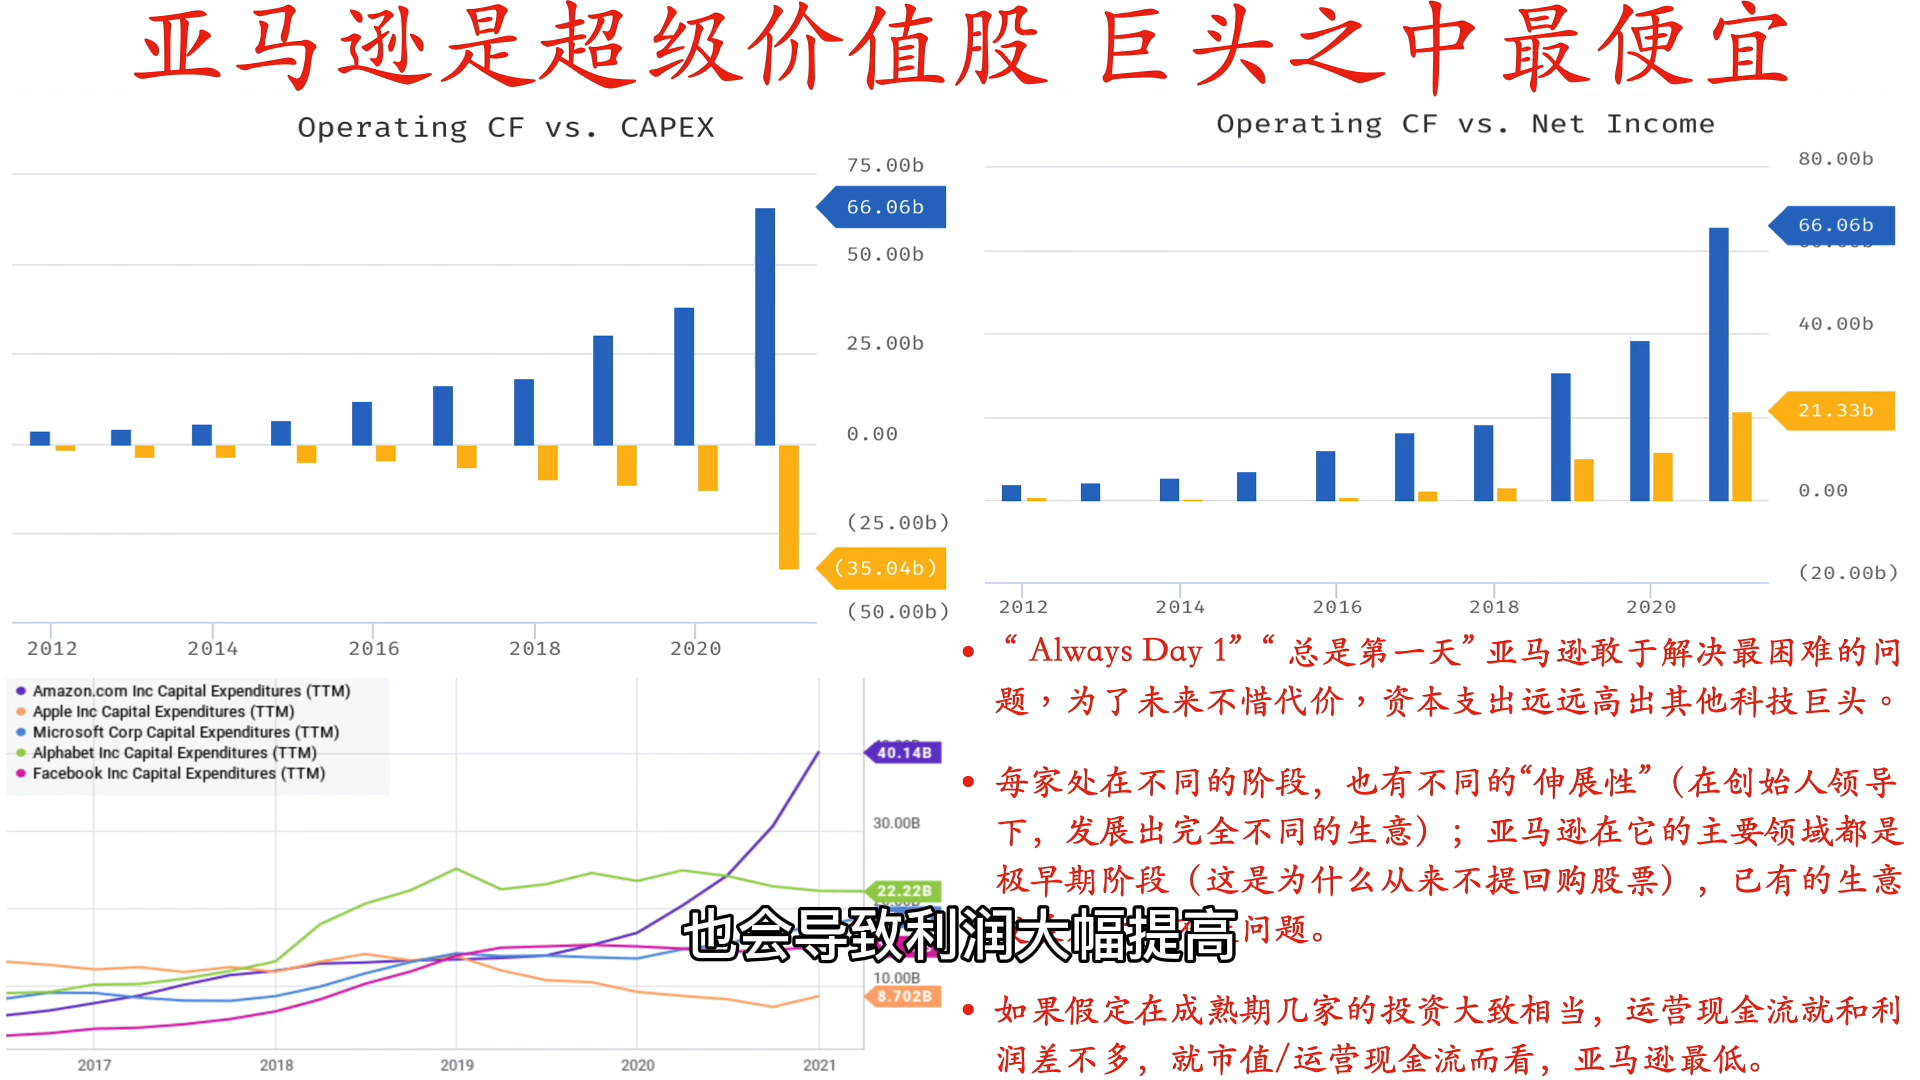 亚马逊是超级价值股 巨头之中最便宜
Operating CF vs. CAPEX
75.00b
66.06b
50.00b
25.00b
0.00
(25.00b)
(35.04b)
(50.00b)
2012 2014 2016 2018 2020
Operating CF vs. Net Income
80.00b
66.06b
40.00b
21.33b
0.00
(20.00b)
2012 2014 2016 2018 2020
Amazon.com Inc Capital Expenditures (TTM)
Apple Inc Capital Expenditures (TTM)
Microsoft Corp Capital Expenditures (TTM)
Alphabet Inc Capital Expenditures (TTM)
Facebook Inc Capital Expenditures (TTM)
40.14B
30.00B
22.22B
10.00B
8.702B
2017 2018 2019 2020 2021
• “Always Day 1”“总是第一天”亚马逊敢于解决最困难的问
题，为了未来不惜代价，资本支出远远高出其他科技巨头。
• 每家处在不同的阶段，也有不同的“伸展性”（在创始人领导
下，发展出完全不同的生意）；亚马逊在它的主要领域都是
极早期阶段（这是为什么从来不提回购股票），已有的生意
问题。
• 如果假定在成熟期几家的投资大致相当，运营现金流就和利
润差不多，就市值/运营现金流而看，亚马逊最低。
也会导致利润大幅提高